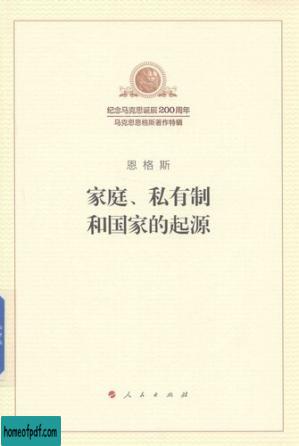 纪念马克思诞辰200周年
马克思恩格斯著作特辑
恩格斯
家庭、私有制
和国家的起源
人民出版社
homeofpdf.com